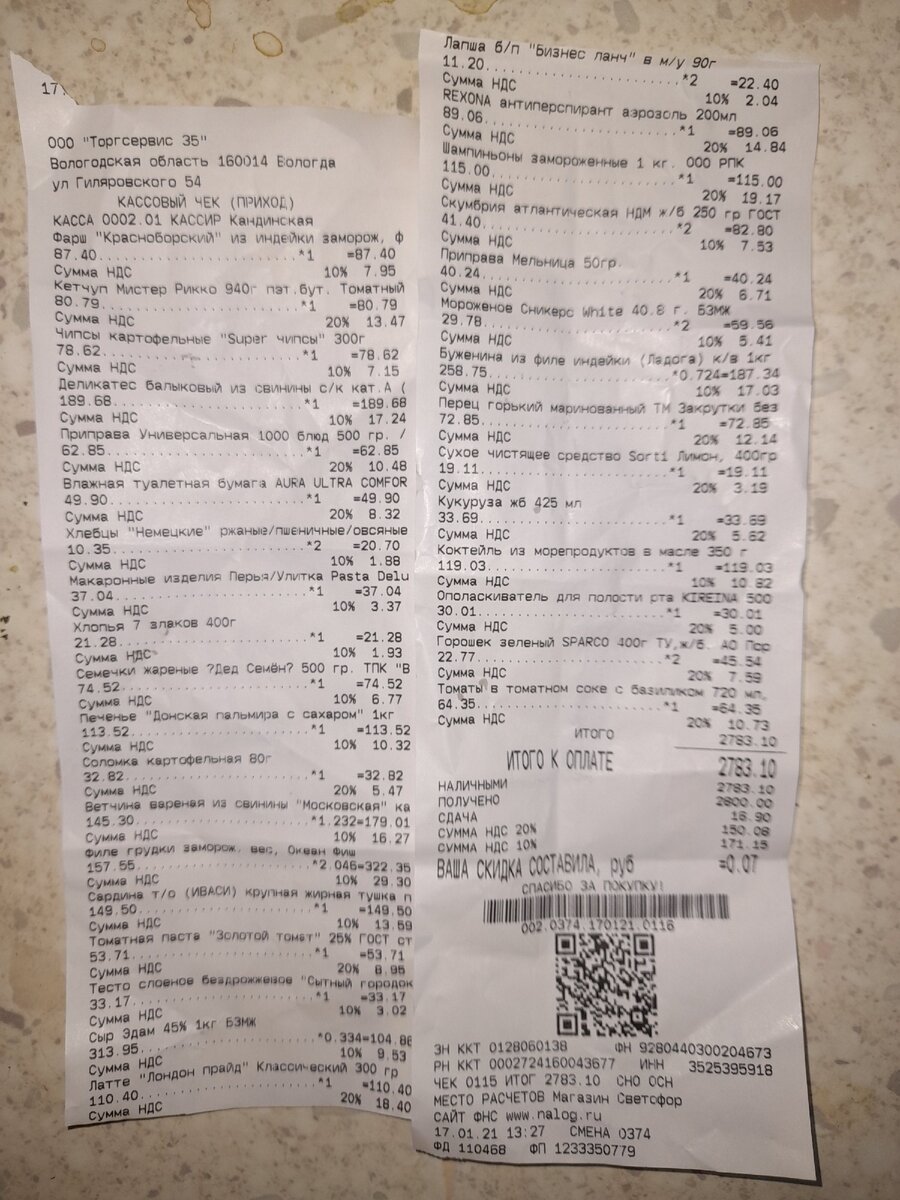 17.
ООО "Торгсервис 35"
Вологодская область 160014 Вологда
ул Гиляровского 54
КАССОВЫЙ ЧЕК (ПРИХОД)
КАССА 0002.01 КАССИР Кандинская
Фарш "Красноборский" из индейки заморож, ф
87.40..............................*1 =87.40
Сумма НДС 10% 7.95
Кетчуп Мистер Рикко 940г пэт.бут. Томатный
80.79..............................*1 =80.79
Сумма НДС 20% 13.47
Чипсы картофельные "Super чипсы" 300г
78.62..............................*1 =78.62
Сумма НДС 10% 7.15
Деликатес балыковый из свинины с/к кат.А (
189.68.............................*1 =189.68
Сумма НДС 10% 17.24
Приправа Универсальная 1000 блюд 500 гр. /
62.85..............................*1 =62.85
Сумма НДС 20% 10.48
Влажная туалетная бумага AURA ULTRA COMFOR
49.90..............................*1 =49.90
Сумма НДС 20% 8.32
Хлебцы "Немецкие" ржаные/пшеничные/овсяные
10.35..............................*2 =20.70
Сумма НДС 10% 1.88
Макаронные изделия Перья/Улитка Pasta Delu
37.04..............................*1 =37.04
Сумма НДС 10% 3.37
Хлопья 7 злаков 400г
21.28..............................*1 =21.28
Сумма НДС 10% 1.93
Семечки жареные ?Дед Семён? 500 гр. ТПК "В
74.52..............................*1 =74.52
Сумма НДС 10% 6.77
Печенье "Донская пальмира с сахаром" 1кг
113.52.............................*1 =113.52
Сумма НДС 10% 10.32
Соломка картофельная 80г
32.82..............................*1 =32.82
Сумма НДС 20% 5.47
Ветчина вареная из свинины "Московская" ка
145.30.........................*1.232=179.01
Сумма НДС 10% 16.27
Филе грудки заморож, вес, Океан Фиш
157.55.........................*2.046=322.35
Сумма НДС 10% 29.30
Сардина т/о (ИВАСИ) крупная жирная тушка п
149.50.............................*1 =149.50
Сумма НДС 10% 13.59
Томатная паста "Золотой томат" 25% ГОСТ ст
53.71..............................*1 =53.71
Сумма НДС 20% 8.95
Тесто слоеное бездрожжевое "Сытный городок
33.17..............................*1 =33.17
Сумма НДС 10% 3.02
Сыр Эдам 45% 1кг БЗМЖ
313.95.........................*0.334=104.86
Сумма НДС 10% 9.53
Латте "Лондон прайд" Классический 300 гр
110.40.............................*1 =110.40
Сумма НДС 20% 18.40
Лапша б/п "Бизнес ланч" в м/у 90г
11.20..............................*2 =22.40
Сумма НДС 10% 2.04
REXONA антиперспирант аэрозоль 200мл
89.06..............................*1 =89.06
Сумма НДС 20% 14.84
Шампиньоны замороженные 1 кг. ООО РПК
115.00.............................*1 =115.00
Сумма НДС 20% 19.17
Скумбрия атлантическая НДМ ж/б 250 гр ГОСТ
41.40..............................*2 =82.80
Сумма НДС 10% 7.53
Приправа Мельница 50гр.
40.24..............................*1 =40.24
Сумма НДС 20% 6.71
Мороженое Сникерс White 40.8 г. БЗМЖ
29.78..............................*2 =59.56
Сумма НДС 10% 5.41
Буженина из филе индейки (Ладога) к/в 1кг
258.75.........................*0.724=187.34
Сумма НДС 10% 17.03
Перец горький маринованный ТМ Закрутки без
72.85..............................*1 =72.85
Сумма НДС 20% 12.14
Сухое чистящее средство Sorti Лимон, 400гр
19.11..............................*1 =19.11
Сумма НДС 20% 3.19
Кукуруза жб 425 мл
33.69..............................*1 =33.69
Сумма НДС 20% 5.62
Коктейль из морепродуктов в масле 350 г
119.03.............................*1 =119.03
Сумма НДС 10% 10.82
Ополаскиватель для полости рта KIREINA 500
30.01..............................*1 =30.01
Сумма НДС 20% 5.00
Горошек зеленый SPARCO 400г ТУ,ж/б. АО Пор
22.77..............................*2 =45.54
Сумма НДС 20% 7.59
Томаты в томатном соке с базиликом 720 мл,
64.35..............................*1 =64.35
Сумма НДС 20% 10.73
ИТОГО 2783.10
ИТОГО К ОПЛАТЕ 2783.10
НАЛИЧНЫМИ 2783.10
ПОЛУЧЕНО 2800.00
СДАЧА 16.90
СУММА НДС 20% 150.08
СУММА НДС 10% 171.15
ВАША СКИДКА СОСТАВИЛА, руб =0.07
СПАСИБО ЗА ПОКУПКУ!
002.0374.170121.0116
ЗН ККТ 0128060138 ФН 9280440300204673
РН ККТ 0002724160043677 ИНН 3525395918
ЧЕК 0115 ИТОГ 2783.10 СНО ОСН
МЕСТО РАСЧЕТОВ Магазин Светофор
САЙТ ФНС www.nalog.ru
17.01.21 13:27 СМЕНА 0374
ФД 110468 ФП 1233350779